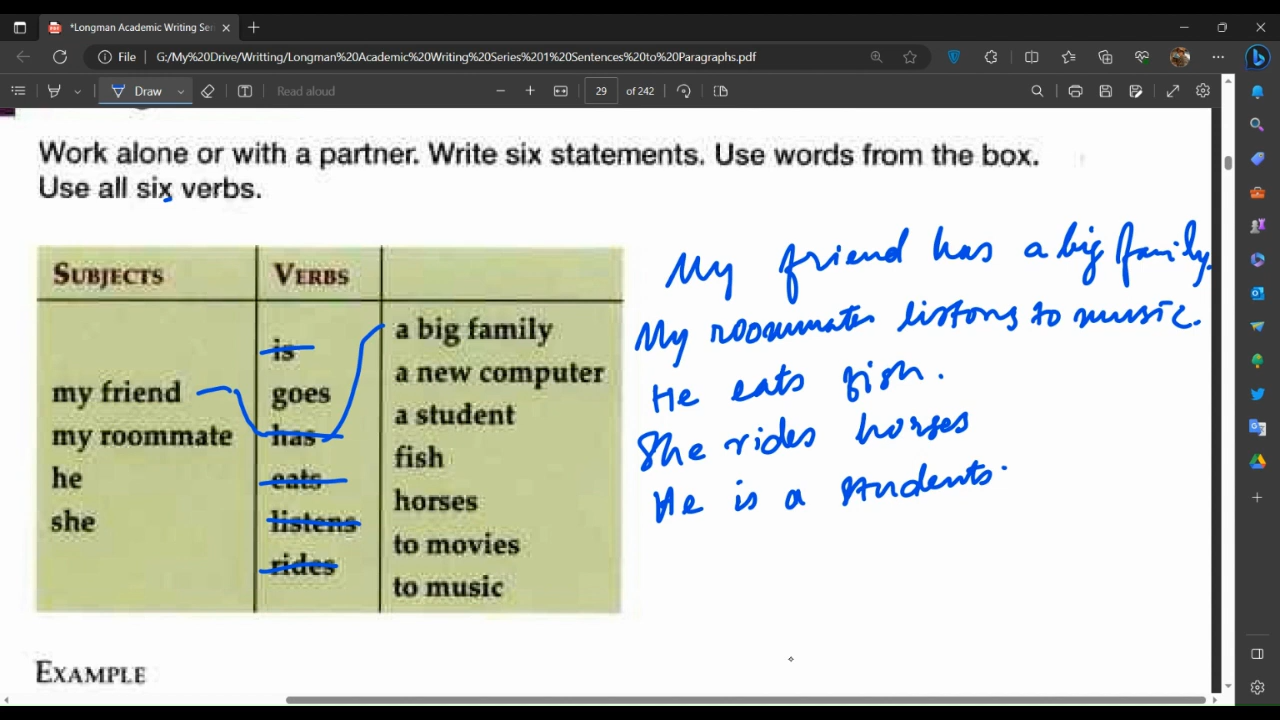 *Longman Academic Writing Ser
File G:/My%20Drive/Writting/Longman%20Academic%20Writing%20Series%201%20Sentences%20to%20Paragraphs.pdf
Draw Read aloud 29 of 242
Work alone or with a partner. Write six statements. Use words from the box.
Use all six verbs.
SUBJECTS VERBS
my friend
my roommate
he
she
is
goes
has
eats
listens
rides
a big family
a new computer
a student
fish
horses
to movies
to music
My friend has a big family.
My roommates listens to music.
He eats fish.
She rides horses
He is a students.
EXAMPLE